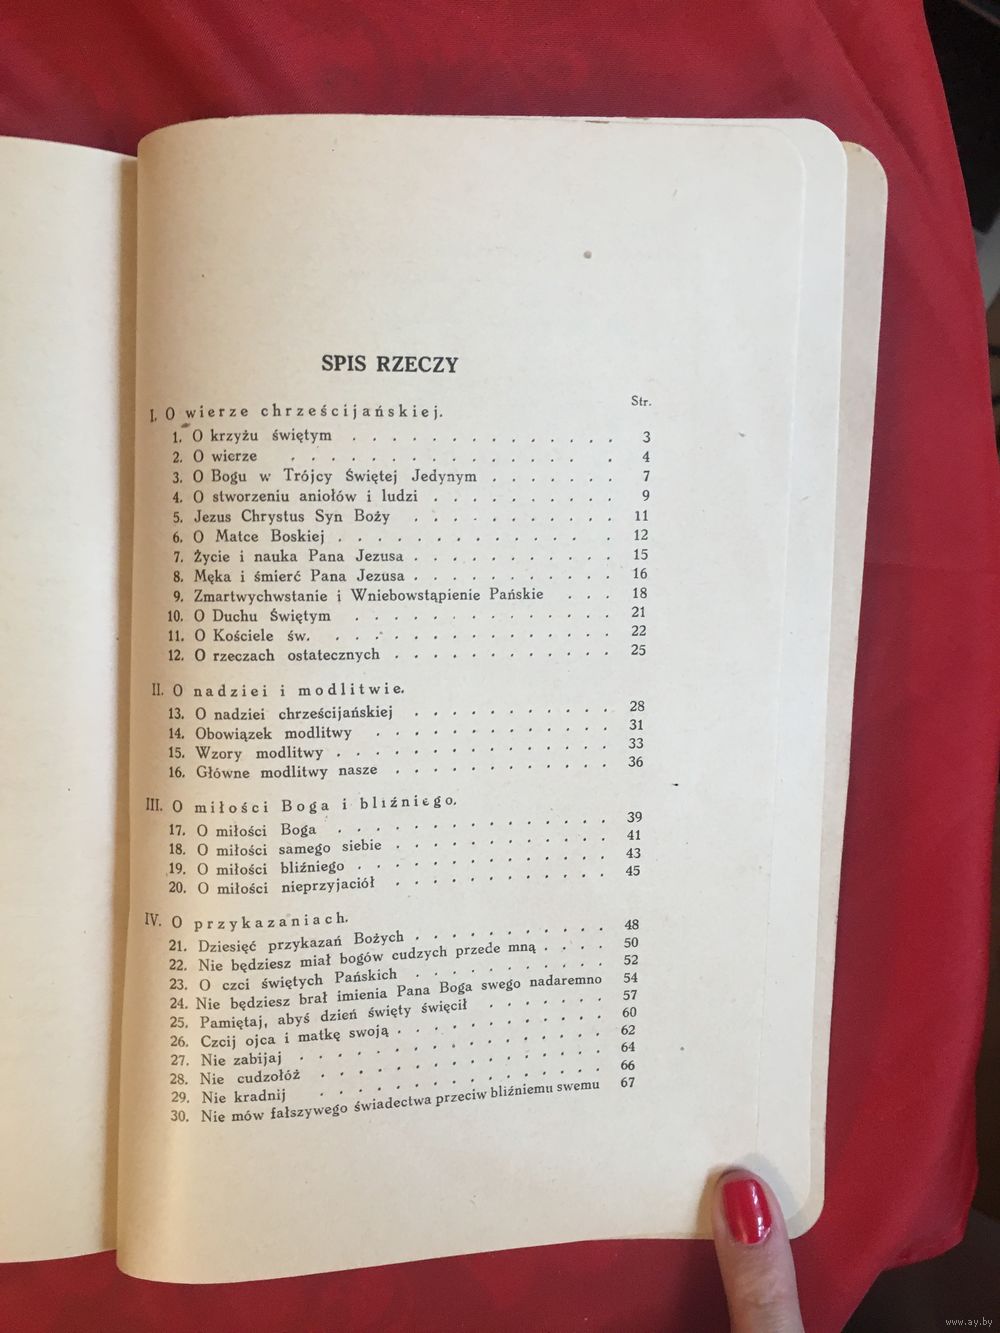 SPIS RZECZY
Str.
I. O wierze chrześcijańskiej.
1. O krzyżu świętym . . . . . . . . . . . . . . 3
2. O wierze . . . . . . . . . . . . . . . . 4
3. O Bogu w Trójcy Świętej Jedynym . . . . . . . 7
4. O stworzeniu aniołów i ludzi . . . . . . . . . . 9
5. Jezus Chrystus Syn Boży . . . . . . . . . . . 11
6. O Matce Boskiej . . . . . . . . . . . . . . 12
7. Życie i nauka Pana Jezusa . . . . . . . . . . . 15
8. Męka i śmierć Pana Jezusa . . . . . . . . . . . 16
9. Zmartwychwstanie i Wniebowstąpienie Pańskie . . . 18
10. O Duchu Świętym . . . . . . . . . . . . . . 21
11. O Kościele św. . . . . . . . . . . . . . . . 22
12. O rzeczach ostatecznych . . . . . . . . . . . . 25
II. O nadziei i modlitwie.
13. O nadziei chrześcijańskiej . . . . . . . . . . . 28
14. Obowiązek modlitwy . . . . . . . . . . . . . 31
15. Wzory modlitwy . . . . . . . . . . . . . . . 33
16. Główne modlitwy nasze . . . . . . . . . . . . 36
III. O miłości Boga i bliźniego.
17. O miłości Boga . . . . . . . . . . . . . . . 39
18. O miłości samego siebie . . . . . . . . . . . . 41
19. O miłości bliźniego . . . . . . . . . . . . . . 43
20. O miłości nieprzyjaciół . . . . . . . . . . . . 45
IV. O przykazaniach.
21. Dziesięć przykazań Bożych . . . . . . . . . . . 48
22. Nie będziesz miał bogów cudzych przede mną . . . . 50
23. O czci świętych Pańskich . . . . . . . . . . . 52
24. Nie będziesz brał imienia Pana Boga swego nadaremno 54
25. Pamiętaj, abyś dzień święty święcił . . . . . . . 57
26. Czcij ojca i matkę swoją . . . . . . . . . . . 60
27. Nie zabijaj . . . . . . . . . . . . . . . . 62
28. Nie cudzołóż . . . . . . . . . . . . . . . 64
29. Nie kradnij . . . . . . . . . . . . . . . 66
30. Nie mów fałszywego świadectwa przeciw bliźniemu swemu 67
www.ay.by